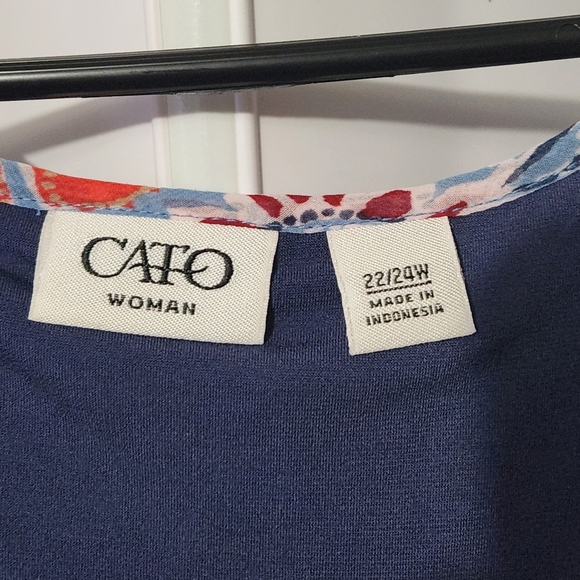 CATO
WOMAN
22/24W
MADE IN
INDONESIA